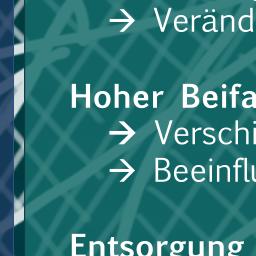 → Veränd
Hoher Beifa
→ Verschi
→ Beeinflu
Entsorgung